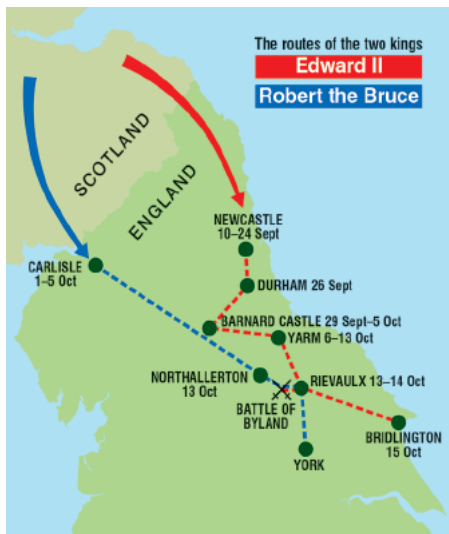 The routes of the two kings
Edward II
Robert the Bruce
SCOTLAND
ENGLAND
NEWCASTLE
10–24 Sept
CARLISLE
1–5 Oct
DURHAM 26 Sept
BARNARD CASTLE 29 Sept–5 Oct
YARM 6–13 Oct
NORTHALLERTON
13 Oct
RIEVAULX 13–14 Oct
BATTLE OF
BYLAND
BRIDLINGTON
15 Oct
YORK